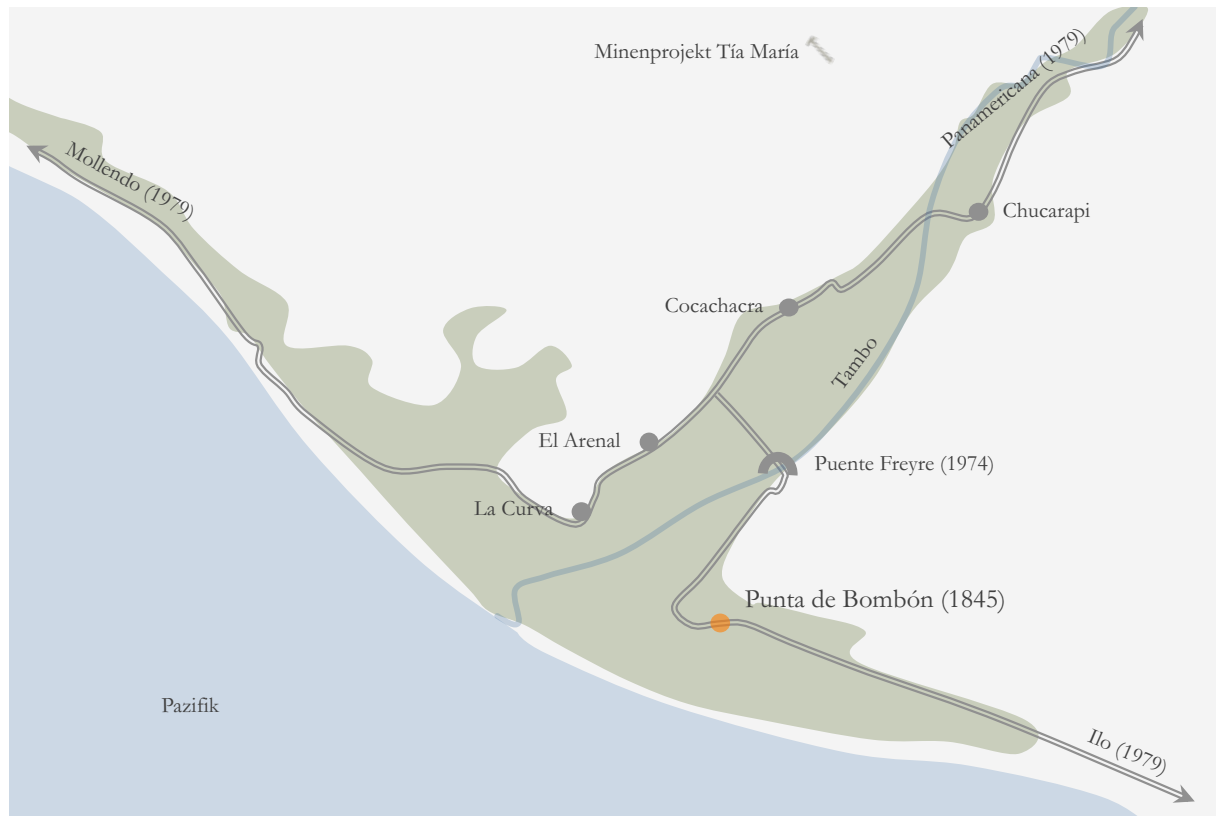 Minenprojekt Tía María
Panamericana (1979)
Mollendo (1979)
Chucarapi
Cocachacra
Tambo
El Arenal
Puente Freyre (1974)
La Curva
Punta de Bombón (1845)
Pazifik
Ilo (1979)